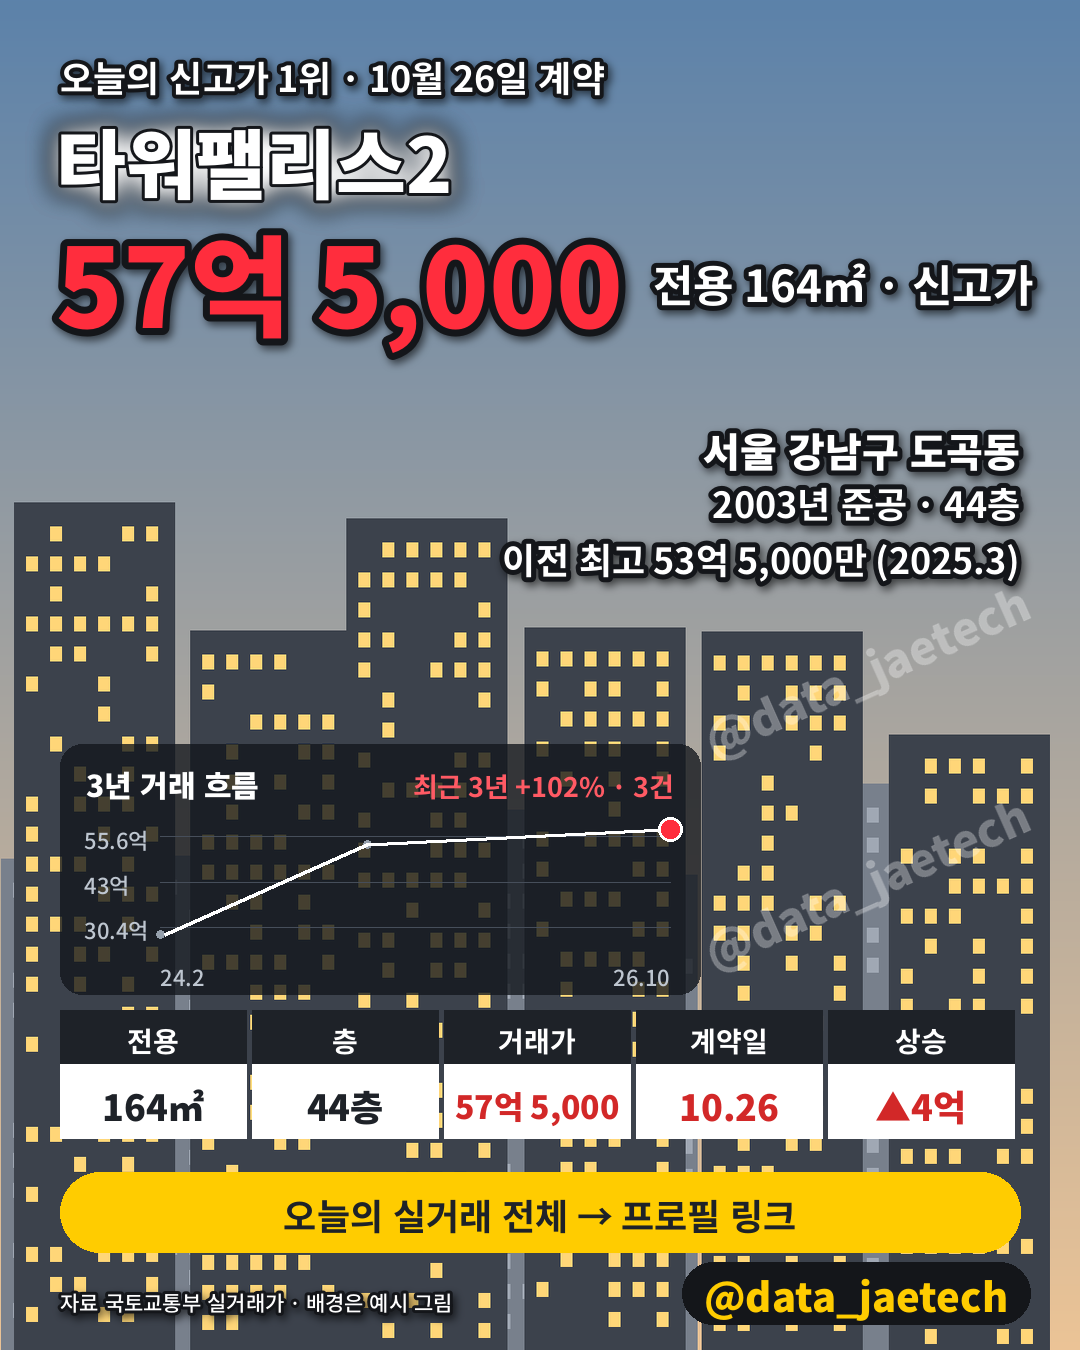 오늘의 신고가 1위 · 10월 26일 계약
타워팰리스2
57억 5,000 전용 164㎡ · 신고가
서울 강남구 도곡동
2003년 준공 · 44층
이전 최고 53억 5,000만 (2025.3)
@data_jaetech
3년 거래 흐름 최근 3년 +102% · 3건
55.6억
43억
30.4억
24.2 26.10
@data_jaetech
전용 층 거래가 계약일 상승
164㎡ 44층 57억 5,000 10.26 ▲4억
오늘의 실거래 전체 → 프로필 링크
자료 국토교통부 실거래가 · 배경은 예시 그림
@data_jaetech